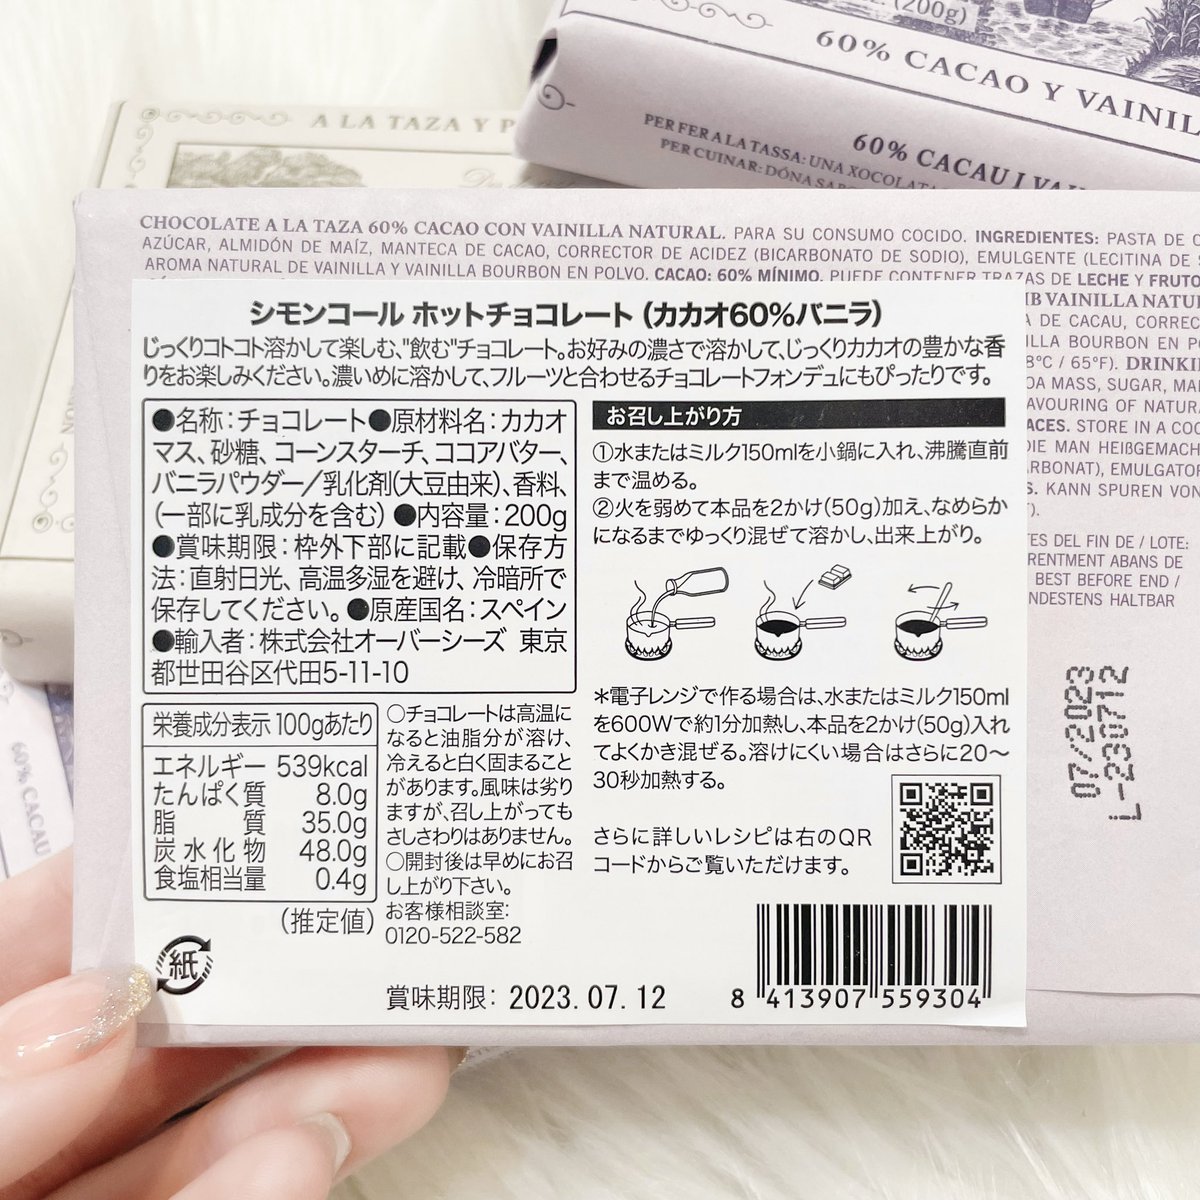 (200g)
60% CACAO Y VAINIL
60% CACAU I VAI
PER FER A LA TASSA: UNA XOCOLATA
PER CUINAR: DÓNA
A LA TAZA Y P
60% CACAU
CHOCOLATE A LA TAZA 60% CACAO CON VAINILLA NATURAL. PARA SU CONSUMO COCIDO. INGREDIENTES: PASTA DE C
AZÚCAR, ALMIDÓN DE MAÍZ, MANTECA DE CACAO, CORRECTOR DE ACIDEZ (BICARBONATO DE SODIO), EMULGENTE (LECITINA DE S
AROMA NATURAL DE VAINILLA Y VAINILLA BOURBON EN POLVO. CACAO: 60% MÍNIMO. PUEDE CONTENER TRAZAS DE LECHE Y FRUTO
シモンコール ホットチョコレート (カカオ60%バニラ)
じっくりコトコト溶かして楽しむ、"飲む"チョコレート。お好みの濃さで溶かして、じっくりカカオの豊かな香
りをお楽しみください。濃いめに溶かして、フルーツと合わせるチョコレートフォンデュにもぴったりです。
●名称:チョコレート●原材料名:カカオ
マス、砂糖、コーンスターチ、ココアバター、
バニラパウダー/乳化剤(大豆由来)、香料、
(一部に乳成分を含む) ●内容量:200g
●賞味期限:枠外下部に記載●保存方
法:直射日光、高温多湿を避け、冷暗所で
保存してください。●原産国名:スペイン
●輸入者:株式会社オーバーシーズ 東京
都世田谷区代田5-11-10
栄養成分表示 100gあたり
エネルギー 539kcal
たんぱく質 8.0g
脂質 35.0g
炭水化物 48.0g
食塩相当量 0.4g
(推定値)
紙
○チョコレートは高温に
なると油脂分が溶け、
冷えると白く固まること
があります。風味は劣り
ますが、召し上がっても
さしさわりはありません。
○開封後は早めにお召
し上がり下さい。
お客様相談室:
0120-522-582
賞味期限: 2023.07.12
お召し上がり方
①水またはミルク150mlを小鍋に入れ、沸騰直前
まで温める。
②火を弱めて本品を2かけ(50g)加え、なめらか
になるまでゆっくり混ぜて溶かし、出来上がり。
*電子レンジで作る場合は、水またはミルク150ml
を600Wで約1分加熱し、本品を2かけ(50g)入れ
てよくかき混ぜる。溶けにくい場合はさらに20~
30秒加熱する。
さらに詳しいレシピは右のQR
コードからご覧いただけます。
8 413907 559304
B VAINILLA NATU
A DE CACAU, CORREC
ILLA BOURBON EN P
8°C / 65°F). DRINKI
OA MASS, SUGAR, MA
AVOURING OF NATUR
ACES. STORE IN A COO
DIE MAN HEIßGEMACH
RBONAT), EMULGATOR
S. KANN SPUREN VON
TES DEL FIN DE / LOTE:
RENTMENT ABANS DE
BEST BEFORE END /
NDESTENS HALTBAR
07/2023
L-230712